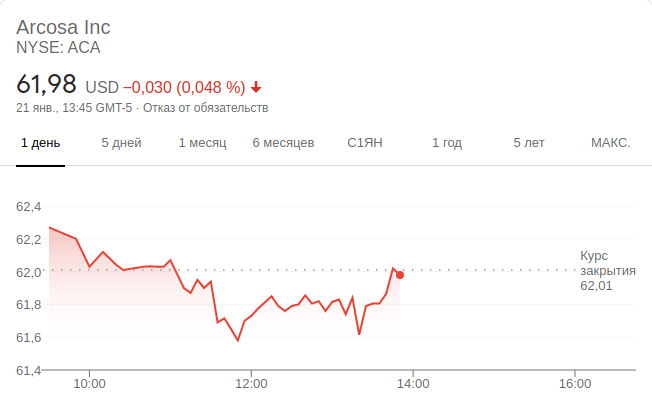 Arcosa Inc
NYSE: ACA
61,98 USD −0,030 (0,048 %)
21 янв., 13:45 GMT-5 · Отказ от обязательств
1 день 5 дней 1 месяц 6 месяцев С1ЯН 1 год 5 лет МАКС.
62,4
62,2
62,0
61,8
61,6
61,4
Курс
закрытия
62,01
10:00 12:00 14:00 16:00